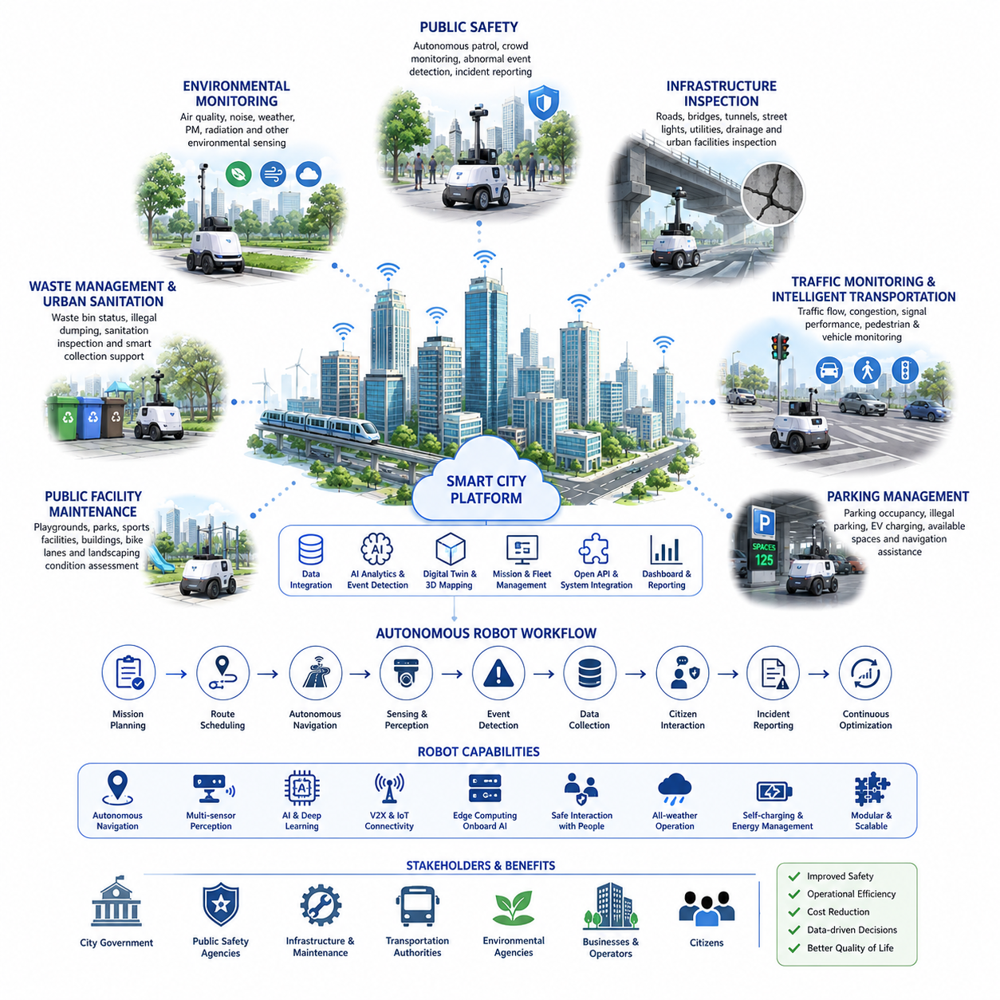 PUBLIC SAFETY
Autonomous patrol, crowd
monitoring, abnormal event
detection, incident reporting
ENVIRONMENTAL
MONITORING
Air quality, noise, weather,
PM, radiation and other
environmental sensing
INFRASTRUCTURE
INSPECTION
Roads, bridges, tunnels, street
lights, utilities, drainage and
urban facilities inspection
WASTE MANAGEMENT &
URBAN SANITATION
Waste bin status, illegal
dumping, sanitation
inspection and smart
collection support
TRAFFIC MONITORING &
INTELLIGENT TRANSPORTATION
Traffic flow, congestion, signal
performance, pedestrian &
vehicle monitoring
PUBLIC FACILITY
MAINTENANCE
Playgrounds, parks, sports
facilities, buildings, bike
lanes and landscaping
condition assessment
SMART CITY
PLATFORM
PARKING MANAGEMENT
Parking occupancy, illegal
parking, EV charging, available
spaces and navigation
assistance
P
SPACES
125
AI
Data
Integration
AI Analytics &
Event Detection
Digital Twin &
3D Mapping
Mission & Fleet
Management
Open API &
System Integration
Dashboard &
Reporting
AUTONOMOUS ROBOT WORKFLOW
Mission
Planning
Route
Scheduling
Autonomous
Navigation
Sensing &
Perception
Event
Detection
Data
Collection
Citizen
Interaction
Incident
Reporting
Continuous
Optimization
ROBOT CAPABILITIES
Autonomous
Navigation
Multi-sensor
Perception
AI & Deep
Learning
V2X & IoT
Connectivity
Edge Computing
Onboard AI
Safe Interaction
with People
All-weather
Operation
Self-charging &
Energy Management
Modular &
Scalable
STAKEHOLDERS & BENEFITS
City Government
Public Safety
Agencies
Infrastructure &
Maintenance
Transportation
Authorities
Environmental
Agencies
Businesses &
Operators
Citizens
Improved Safety
Operational Efficiency
Cost Reduction
Data-driven Decisions
Better Quality of Life